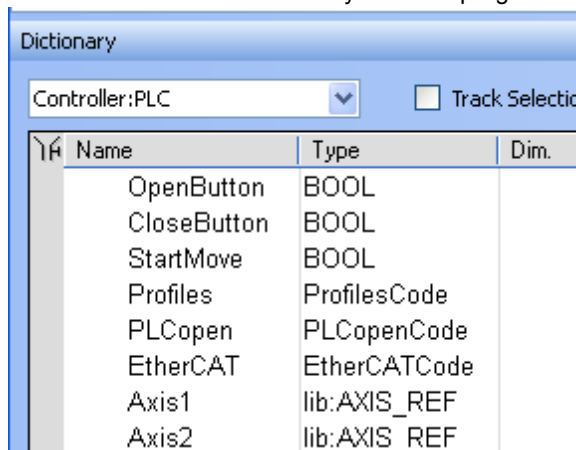 Dictionary
Controller:PLC Track Selectio
Name Type Dim.
OpenButton BOOL
CloseButton BOOL
StartMove BOOL
Profiles ProfilesCode
PLCopen PLCopenCode
EtherCAT EtherCATCode
Axis1 lib:AXIS_REF
Axis2 lib:AXIS_REF